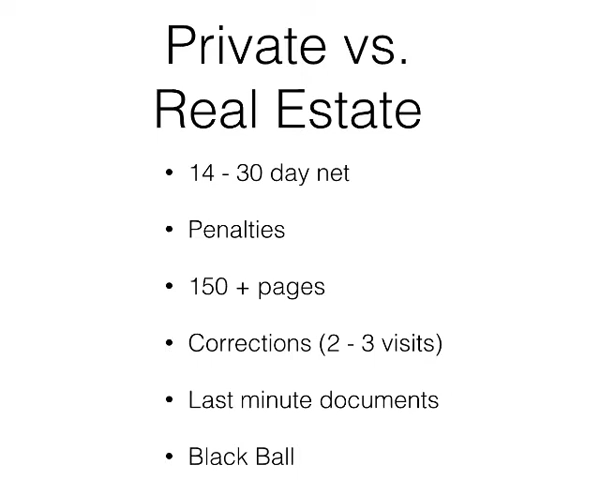 Private vs.
Real Estate
• 14 - 30 day net
• Penalties
• 150 + pages
• Corrections (2 - 3 visits)
• Last minute documents
• Black Ball